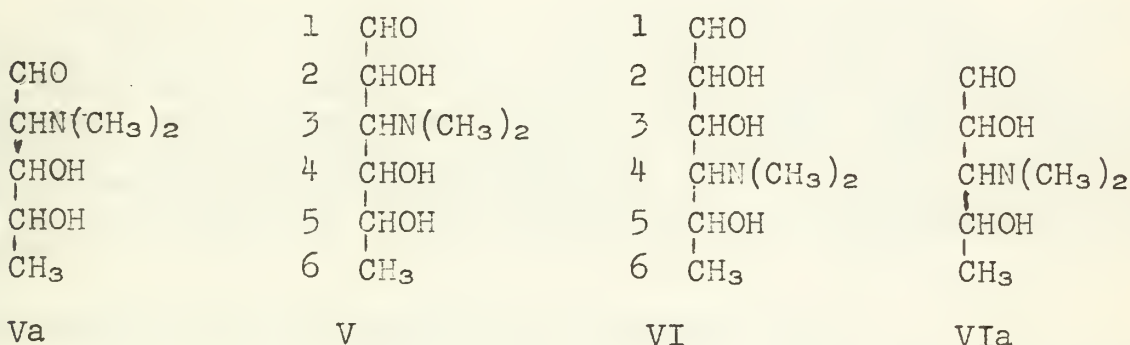 1 CHO 1 CHO
CHO 2 CHOH 2 CHOH CHO
CHN(CH₃)₂ 3 CHN(CH₃)₂ 3 CHOH CHOH
CHOH 4 CHOH 4 CHN(CH₃)₂ CHN(CH₃)₂
CHOH 5 CHOH 5 CHOH CHOH
CH₃ 6 CH₃ 6 CH₃ CH₃
Va V VI VIa